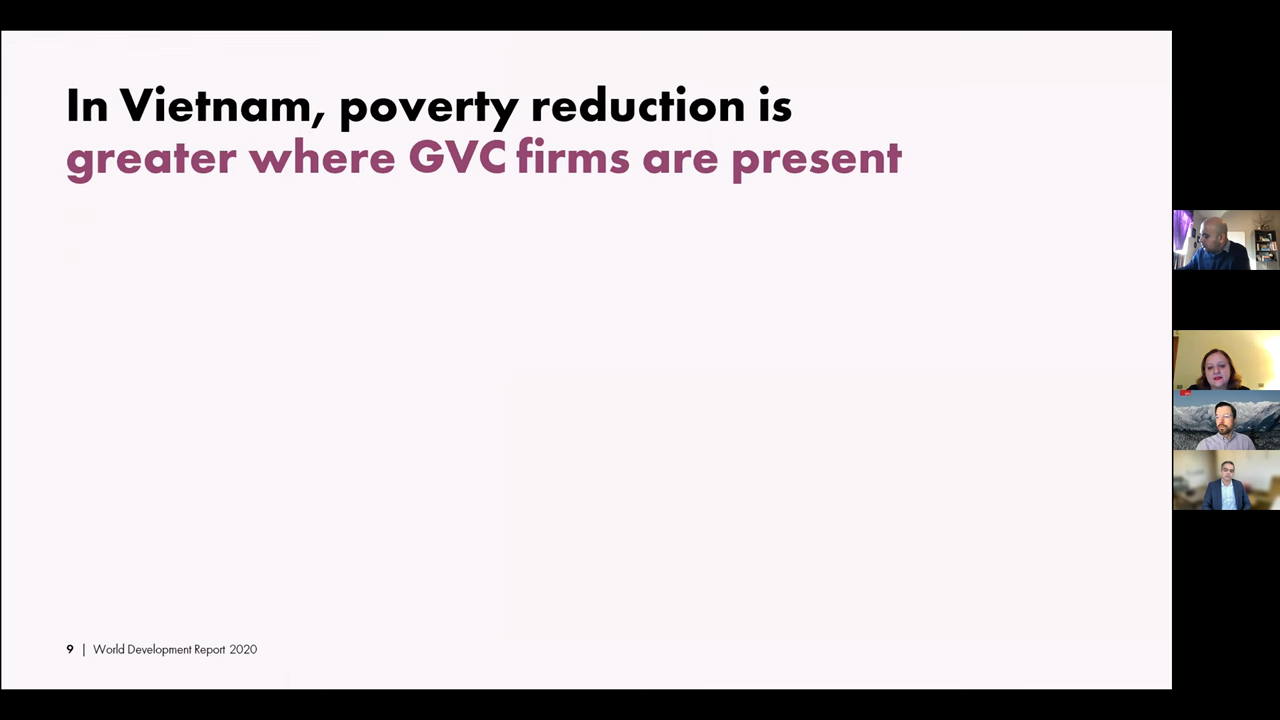 In Vietnam, poverty reduction is
greater where GVC firms are present
9 | World Development Report 2020